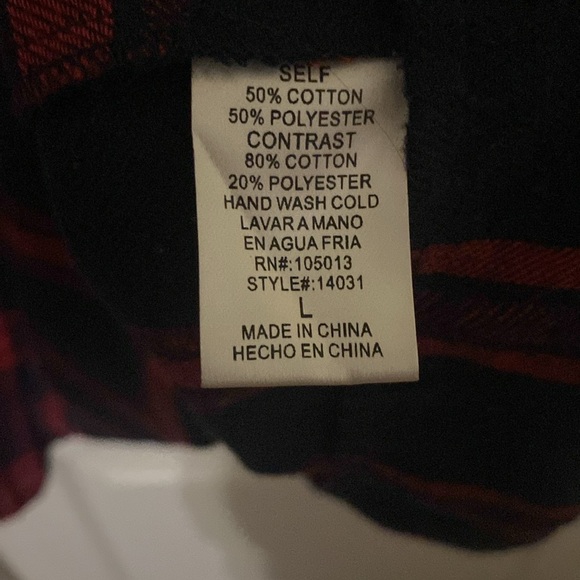 SELF
50% COTTON
50% POLYESTER
CONTRAST
80% COTTON
20% POLYESTER
HAND WASH COLD
LAVAR A MANO
EN AGUA FRIA
RN#:105013
STYLE#:14031
L
MADE IN CHINA
HECHO EN CHINA